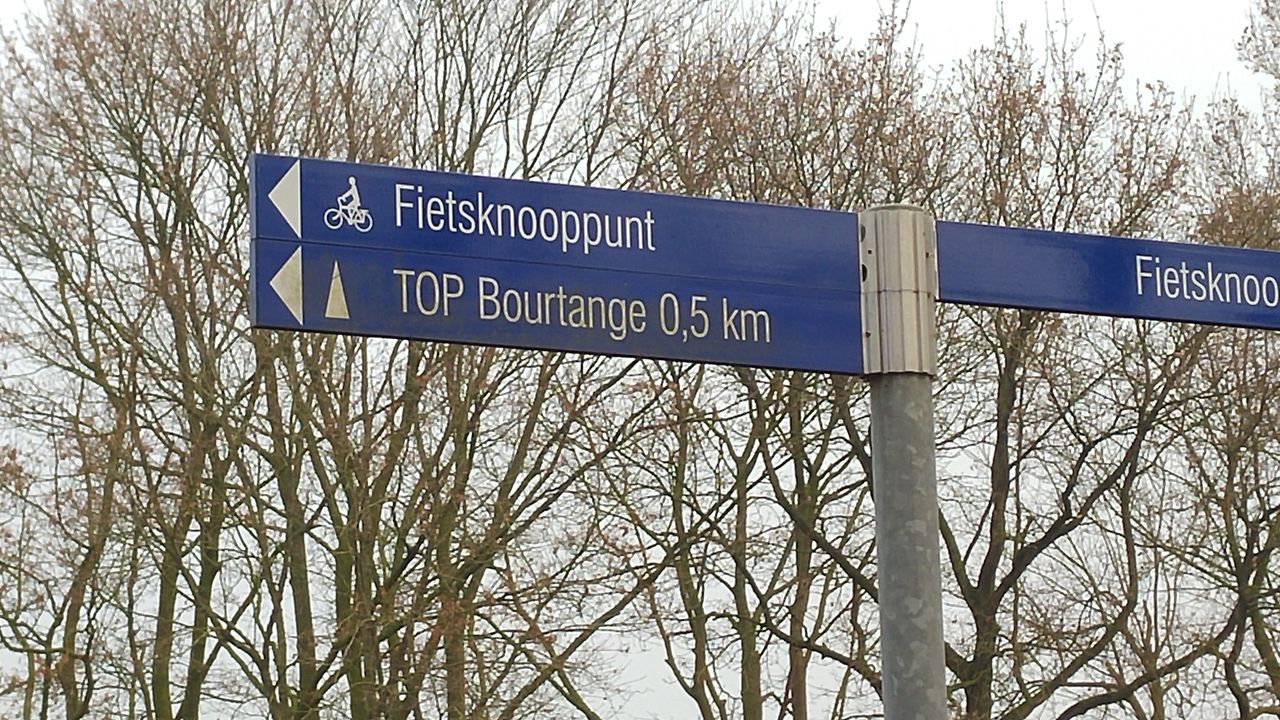 Fietsknooppunt
TOP Bourtange 0,5 km
Fietsknoo